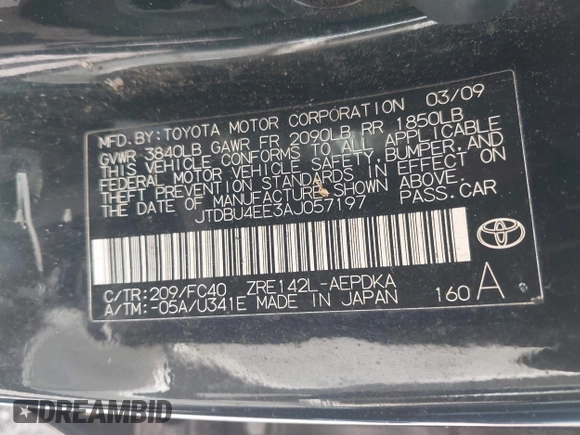 MFD. BY: TOYOTA MOTOR CORPORATION 03/09
GVWR 3840LB GAWR FR 2090LB RR 1850LB
THIS VEHICLE CONFORMS TO ALL APPLICABLE
FEDERAL MOTOR VEHICLE SAFETY, BUMPER, AND
THEFT PREVENTION STANDARDS IN EFFECT ON
THE DATE OF MANUFACTURE SHOWN ABOVE.
JTDBU4EE3AJ057197 PASS. CAR
C/TR: 209/FC40 ZRE142L-AEPDKA
A/TM: -05A/U341E MADE IN JAPAN 160 A
DREAMBID